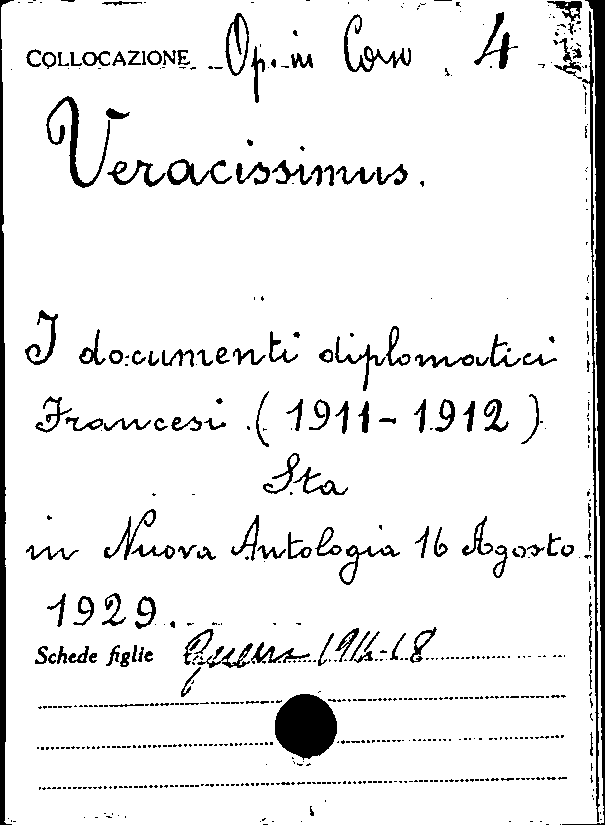 COLLOCAZIONE Op. in Corso 4
Veracissimus.
I documenti diplomatici
Francesi (1911-1912)
Sta
in Nuova Antologia 16 Agosto
1929.
Schede figlie Guerra 1914-18